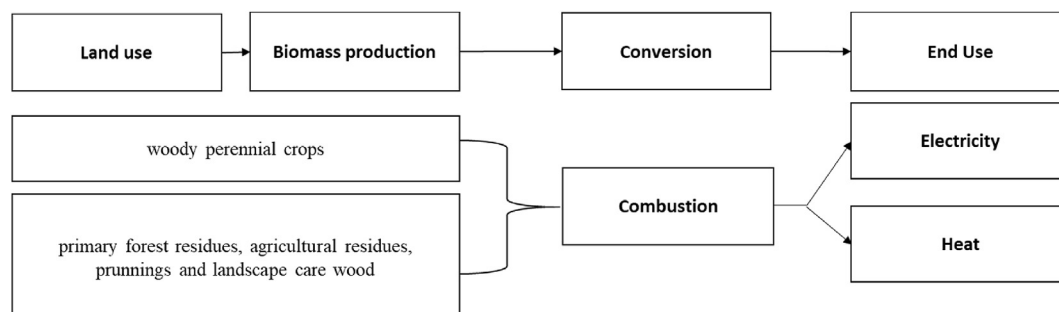 Land use
Biomass production
Conversion
End Use
woody perennial crops
Electricity
Combustion
primary forest residues, agricultural residues,
prunnings and landscape care wood
Heat